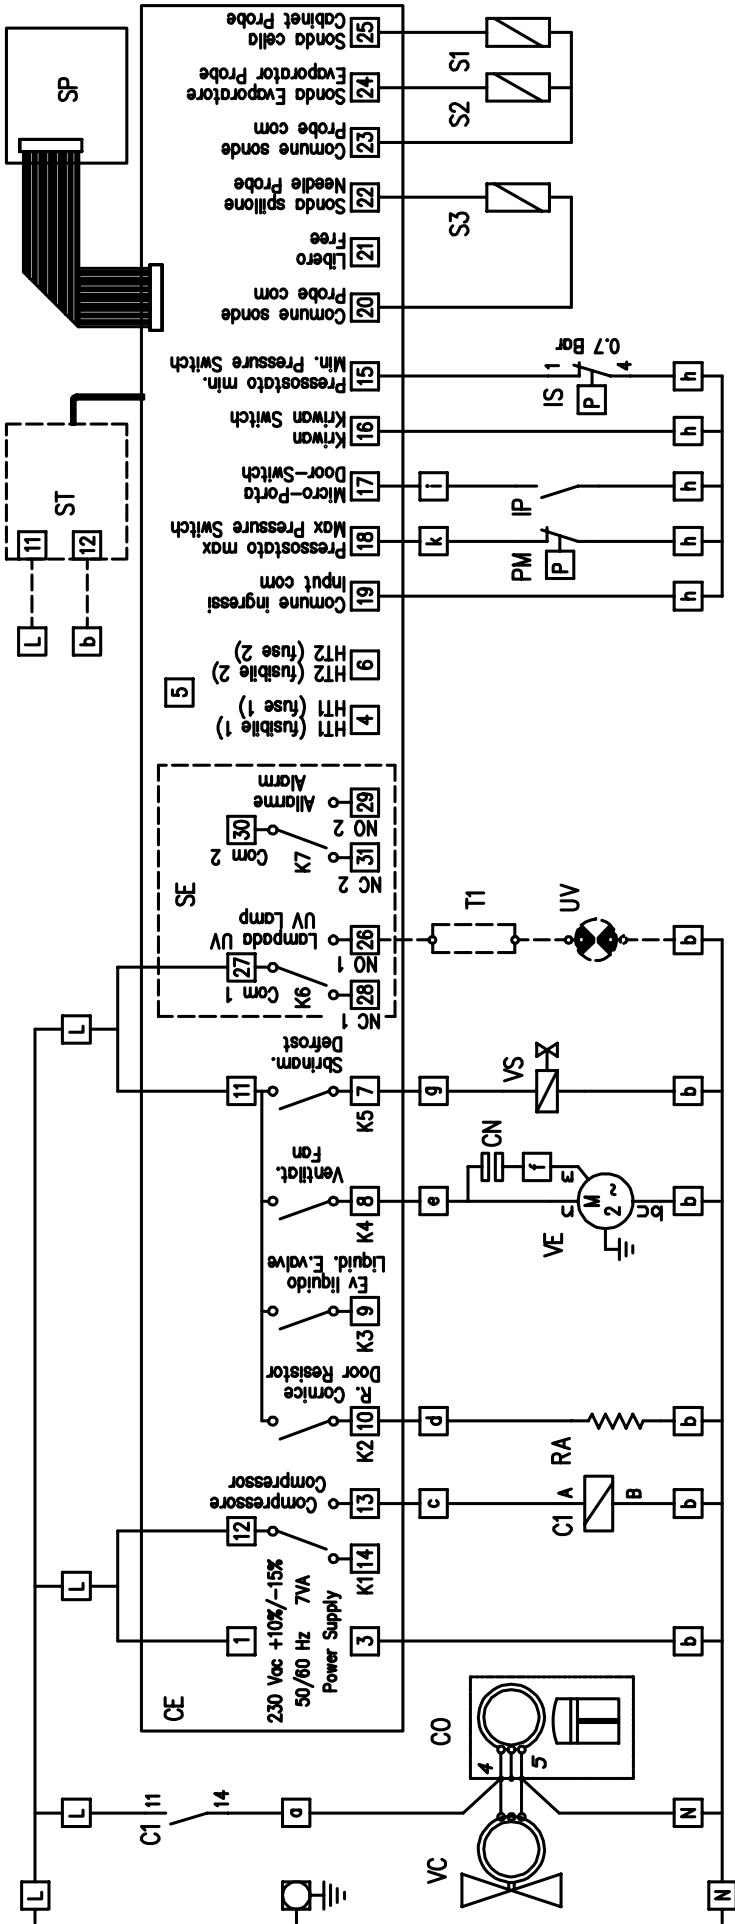 SP
25
Sonda cella
Cabinet Probe
S1
24
Sonda Evaporatore
Evaporator Probe
S2
23
Comune sonde
Probe com
22
Sonda spillone
Needle Probe
S3
21
Libero
Free
20
Comune sonde
Probe com
15
Pressostato min.
Min. Pressure Switch
1
0.7 Bar
4
IS
P
h
16
Kriwan
Kriwan Switch
h
17
Micro-Porta
Door-Switch
i
IP
h
18
Pressostato max
Max Pressure Switch
k
PM
P
h
19
Comune ingressi
Input com
h
ST
11
12
L
b
6
HT2 (fusibile 2)
HT2 (fuse 2)
5
4
HT1 (fusibile 1)
HT1 (fuse 1)
SE
29
Allarme
Alarm
NO 2
30
Com 2
K7
31
NC 2
26
Lampada UV
UV Lamp
NO 1
27
Com 1
K6
28
NC 1
T1
UV
b
L
11
Sbrinam.
Defrost
7
K5
g
VS
b
Ventilat.
Fan
8
K4
e
CN
f
n
m
M
2
~
bu
VE
b
Ev liquido
Liquid. E.valve
9
K3
R. Cornice
Door Resistor
10
K2
d
RA
b
Compressore
Compressor
13
12
14
K1
c
C1
A
B
b
L
1
230 Vac +10%/-15%
50/60 Hz 7VA
Power Supply
3
b
CE
CO
4
5
VC
L
11
C1
14
a
N
L
N